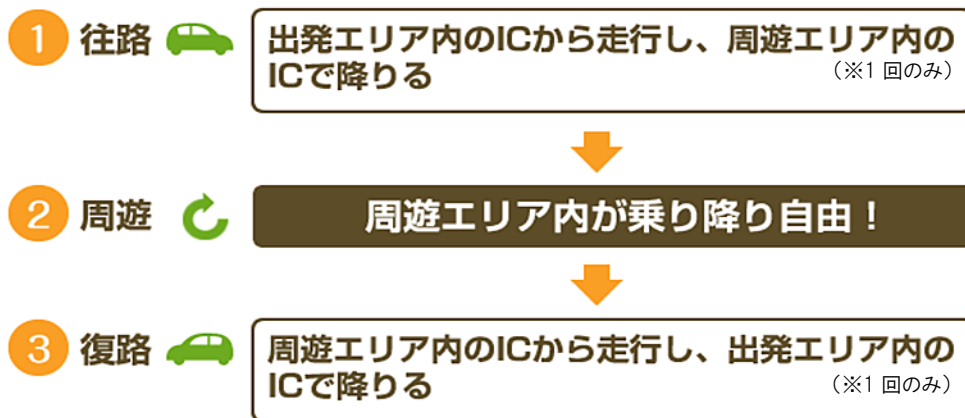 1 往路 出発エリア内のICから走行し、周遊エリア内の
ICで降りる (※1 回のみ)
2 周遊 周遊エリア内が乗り降り自由!
3 復路 周遊エリア内のICから走行し、出発エリア内の
ICで降りる (※1 回のみ)